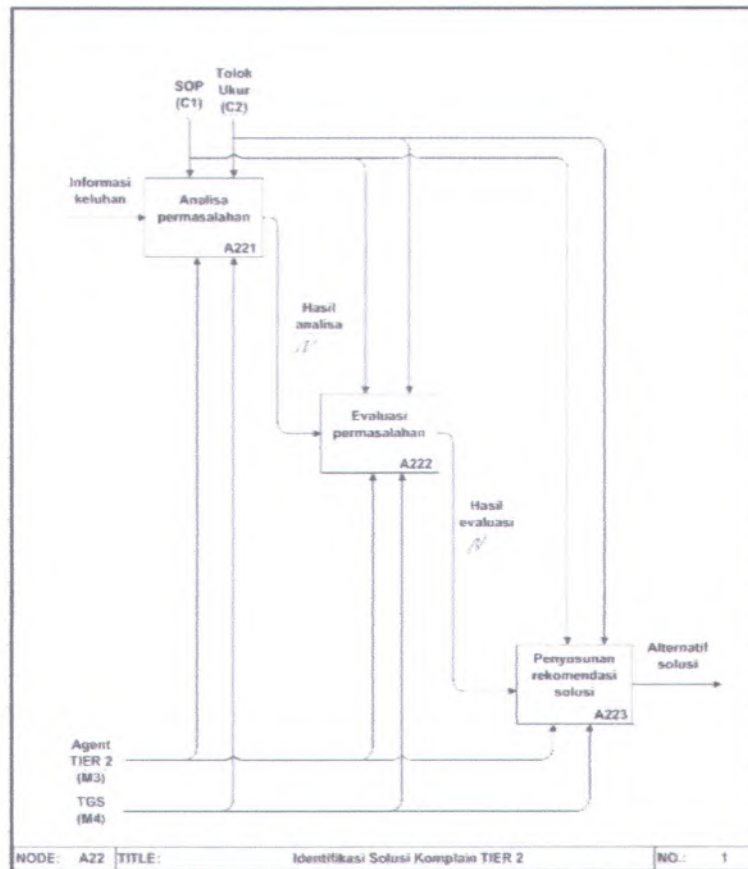 SOP
(C1)
Tolok
Ukur
(C2)
Informasi
keluhan
Analisa
permasalahan
A221
Hasil
analisa
Evaluasi
permasalahan
A222
Hasil
evaluasi
Penyusunan
rekomendasi
solusi
A223
Alternatif
solusi
Agent
TIER 2
(M3)
TGS
(M4)
NODE: A22 TITLE: Identifikasi Solusi Komplain TIER 2 NO.: 1